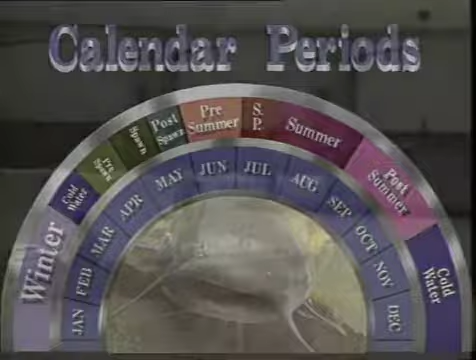 Calendar Periods
Winter
Cold
Water
Pre
Spawn
Spawn
Post
Spawn
Pre
Summer
S.
P.
Summer
Post
Summer
Cold
Water
JAN
FEB
MAR
APR
MAY
JUN
JUL
AUG
SEP
OCT
NOV
DEC